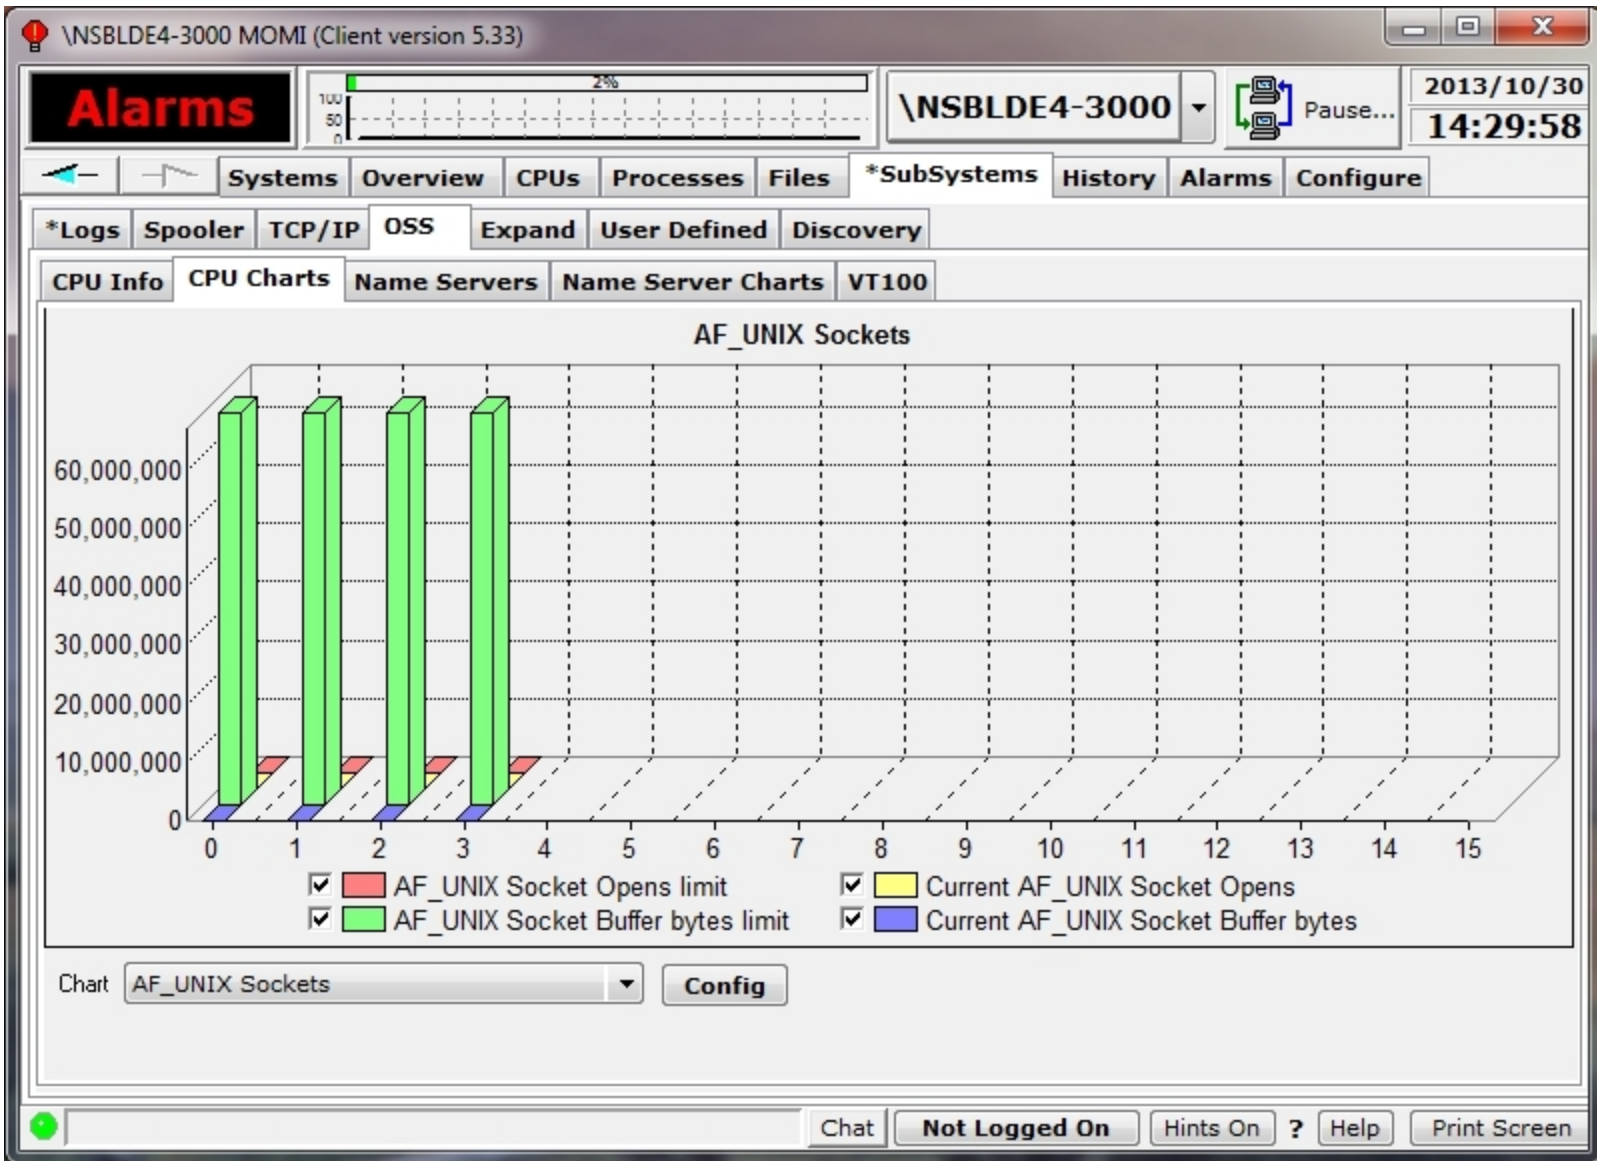 \NSBLDE4-3000 MOMI (Client version 5.33)
Alarms
2%
100
50
0
\NSBLDE4-3000
Pause...
2013/10/30
14:29:58
Systems Overview CPUs Processes Files *SubSystems History Alarms Configure
*Logs Spooler TCP/IP OSS Expand User Defined Discovery
CPU Info CPU Charts Name Servers Name Server Charts VT100
AF_UNIX Sockets
60,000,000
50,000,000
40,000,000
30,000,000
20,000,000
10,000,000
0
0 1 2 3 4 5 6 7 8 9 10 11 12 13 14 15
AF_UNIX Socket Opens limit Current AF_UNIX Socket Opens
AF_UNIX Socket Buffer bytes limit Current AF_UNIX Socket Buffer bytes
Chart AF_UNIX Sockets Config
Chat Not Logged On Hints On ? Help Print Screen